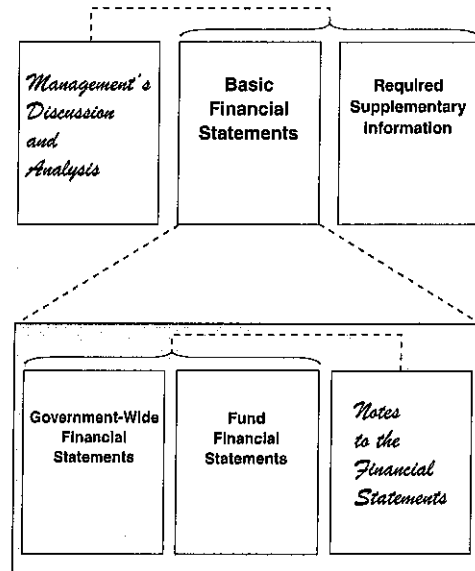 Management's
Discussion
and
Analysis
Basic
Financial
Statements
Required
Supplementary
Information
Government-Wide
Financial
Statements
Fund
Financial
Statements
Notes
to the
Financial
Statements